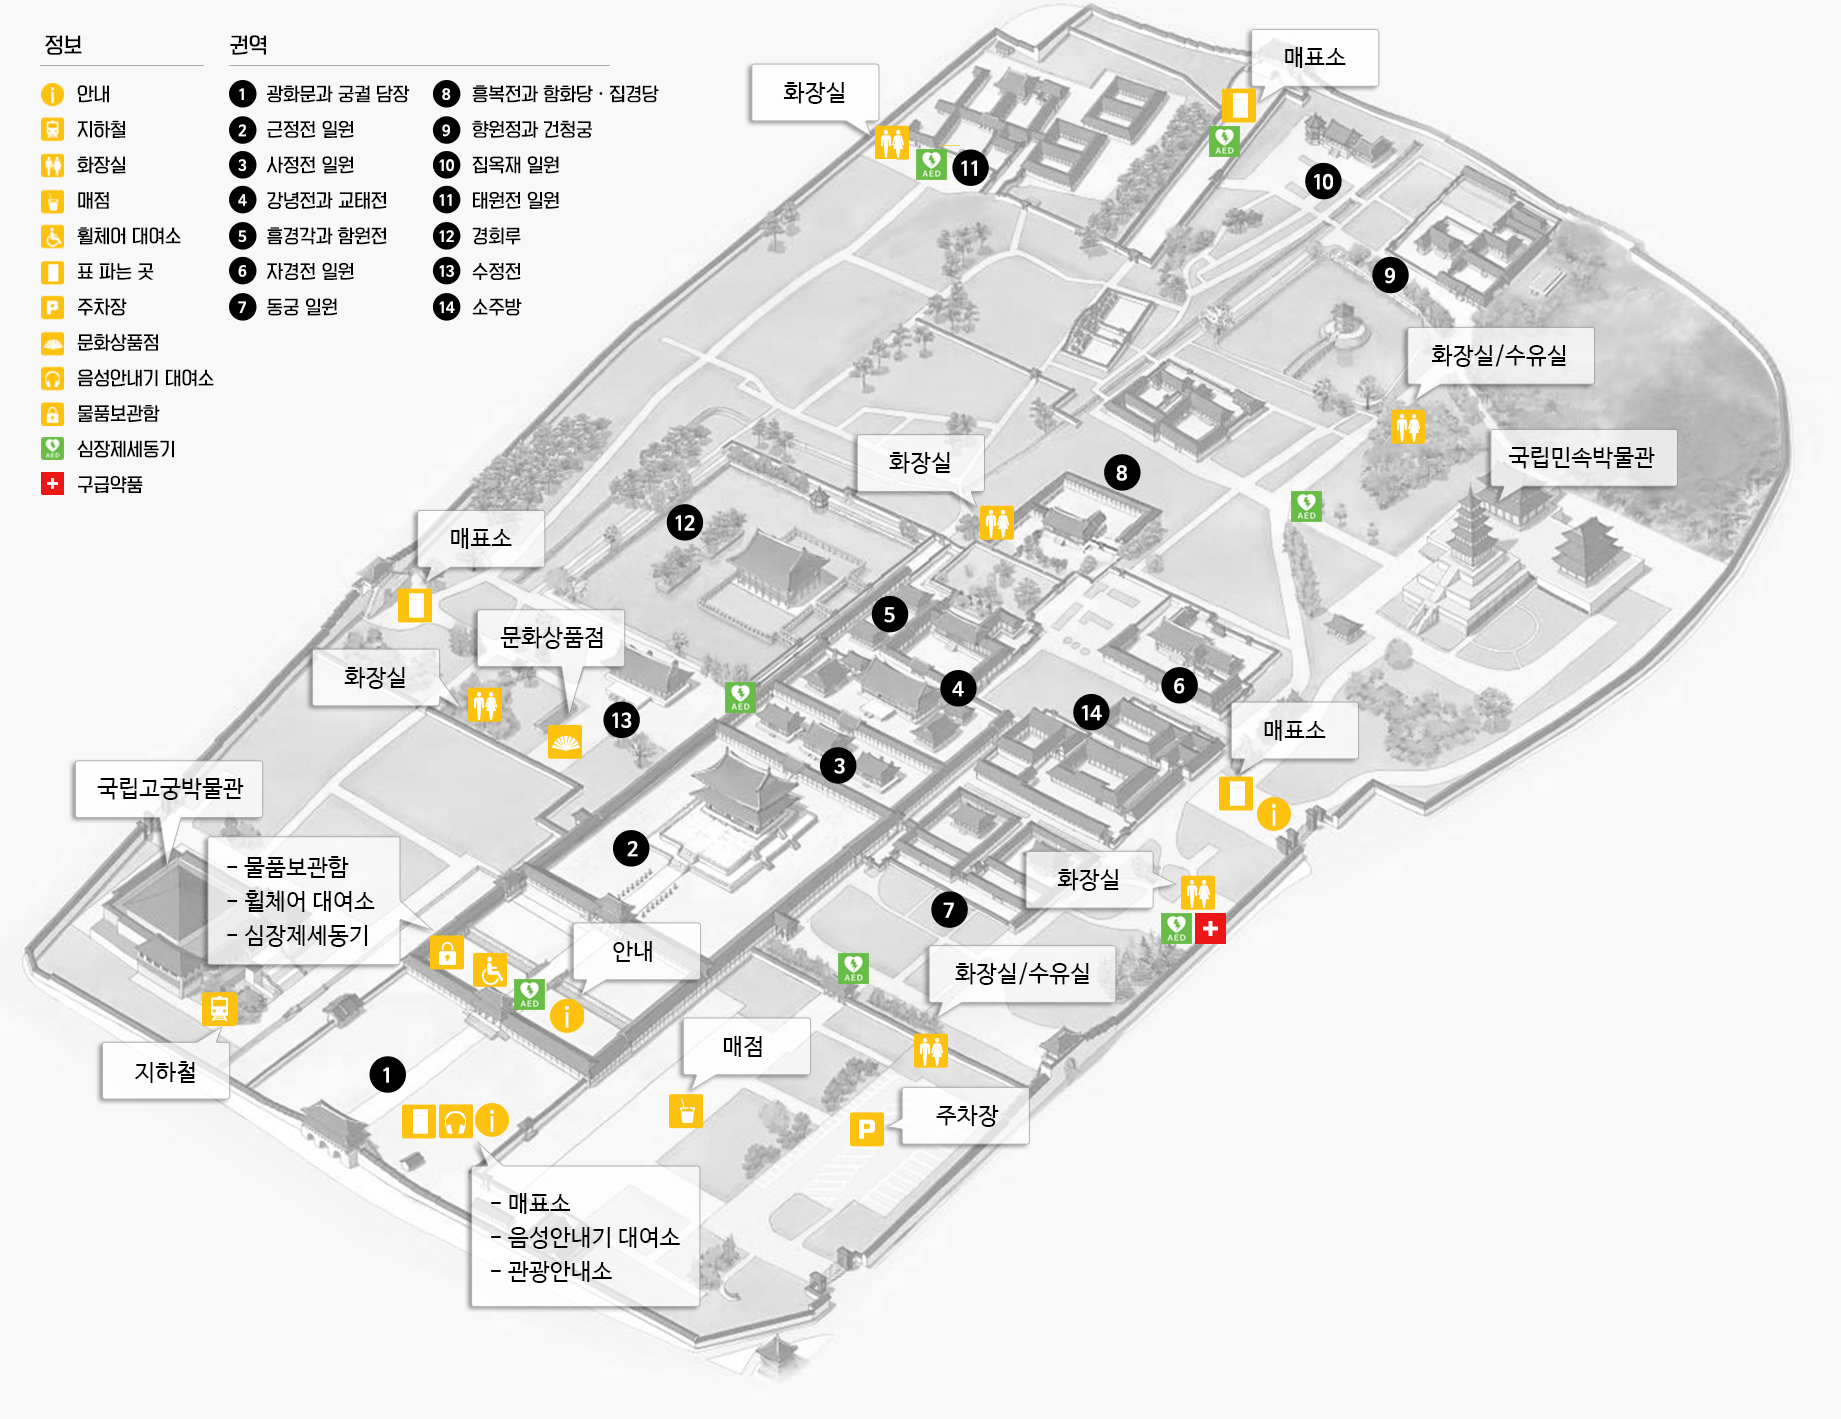 정보
안내
지하철
화장실
매점
휠체어 대여소
표 파는 곳
주차장
문화상품점
음성안내기 대여소
물품보관함
심장제세동기
구급약품
권역
1 광화문과 궁궐 담장
2 근정전 일원
3 사정전 일원
4 강녕전과 교태전
5 흠경각과 함원전
6 자경전 일원
7 동궁 일원
8 흥복전과 함화당 · 집경당
9 향원정과 건청궁
10 집옥재 일원
11 태원전 일원
12 경회루
13 수정전
14 소주방
매표소
화장실
AED
AED
11
10
9
화장실/수유실
화장실
8
국립민속박물관
AED
12
매표소
5
문화상품점
화장실
AED
4
6
13
14
매표소
3
국립고궁박물관
2
- 물품보관함
- 휠체어 대여소
- 심장제세동기
화장실
7
AED
안내
AED
화장실/수유실
AED
지하철
매점
1
P
주차장
- 매표소
- 음성안내기 대여소
- 관광안내소